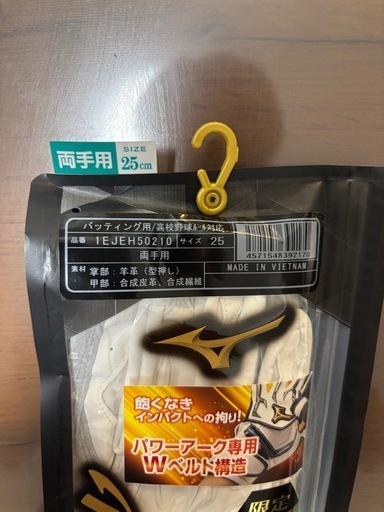 両手用
SIZE
25cm
バッティング用/高校野球ルール対応
品番 1EJEH50210 サイズ 25
両手用
素材 掌部：羊革（型押し）
甲部：合成皮革、合成繊維
4571548392170
MADE IN VIETNAM
飽くなき
インパクトへの拘り!
パワーアーク専用
Wベルト構造
限定